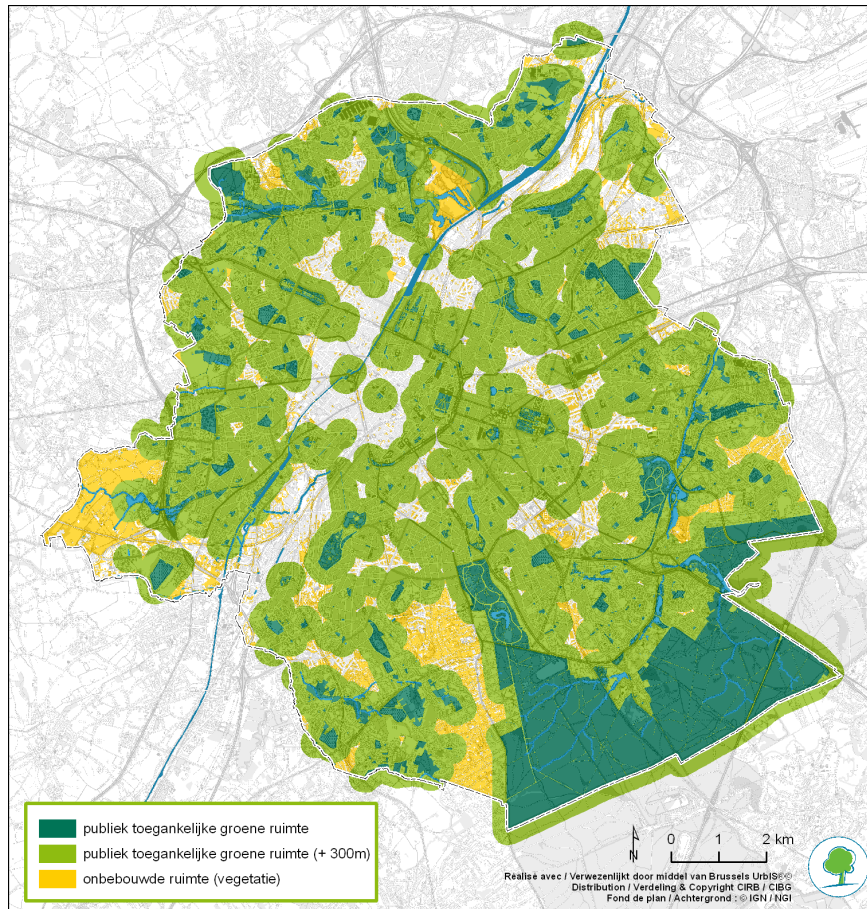 publiek toegankelijke groene ruimte
publiek toegankelijke groene ruimte (+ 300m)
onbebouwde ruimte (vegetatie)
N
0 1 2 km
Réalisé avec / Verwezenlijkt door middel van Brussels UrbIS®©
Distribution / Verdeling & Copyright CIRB / CIBG
Fond de plan / Achtergrond : © IGN / NGI